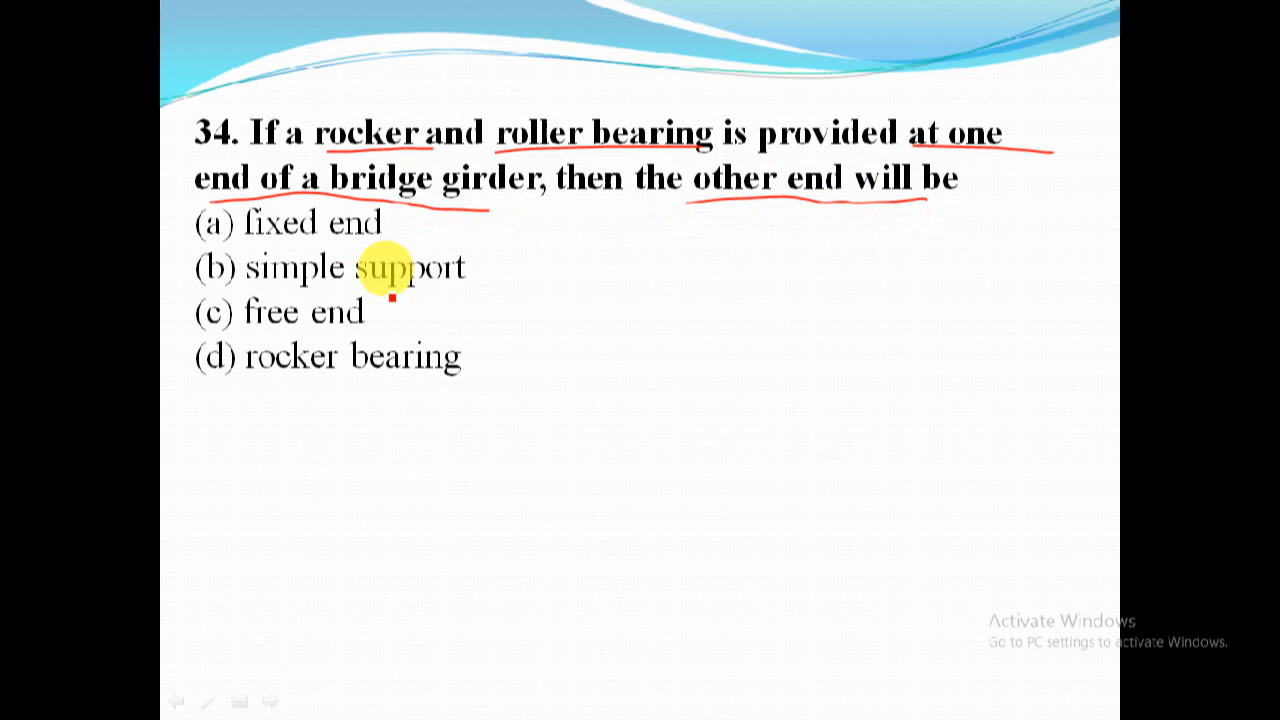 34. If a rocker and roller bearing is provided at one
end of a bridge girder, then the other end will be
(a) fixed end
(b) simple support
(c) free end
(d) rocker bearing
Activate Windows
Go to PC settings to activate Windows.